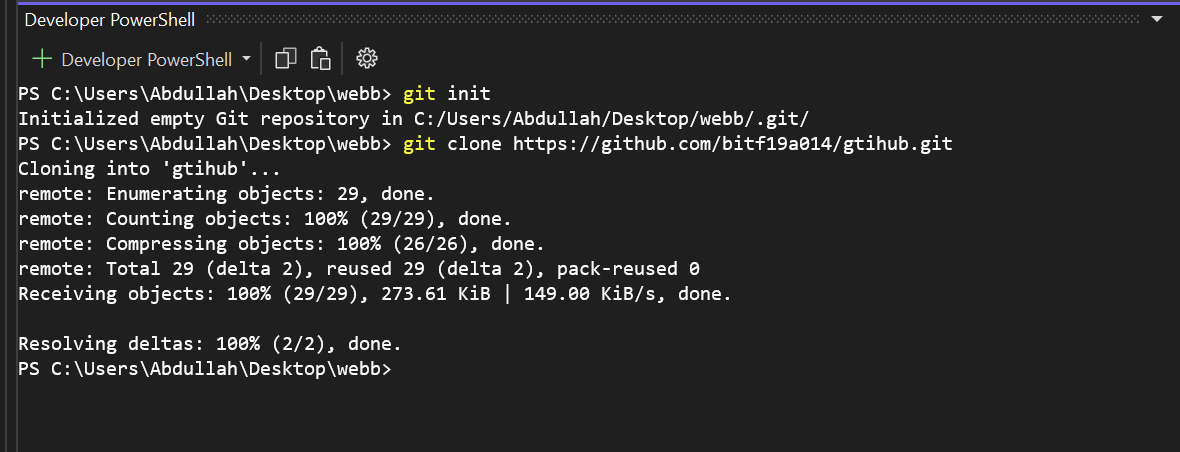 Developer PowerShell
Developer PowerShell
PS C:\Users\Abdullah\Desktop\webb> git init
Initialized empty Git repository in C:/Users/Abdullah/Desktop/webb/.git/
PS C:\Users\Abdullah\Desktop\webb> git clone https://github.com/bitf19a014/gtihub.git
Cloning into 'gtihub'...
remote: Enumerating objects: 29, done.
remote: Counting objects: 100% (29/29), done.
remote: Compressing objects: 100% (26/26), done.
remote: Total 29 (delta 2), reused 29 (delta 2), pack-reused 0
Receiving objects: 100% (29/29), 273.61 KiB | 149.00 KiB/s, done.
Resolving deltas: 100% (2/2), done.
PS C:\Users\Abdullah\Desktop\webb>